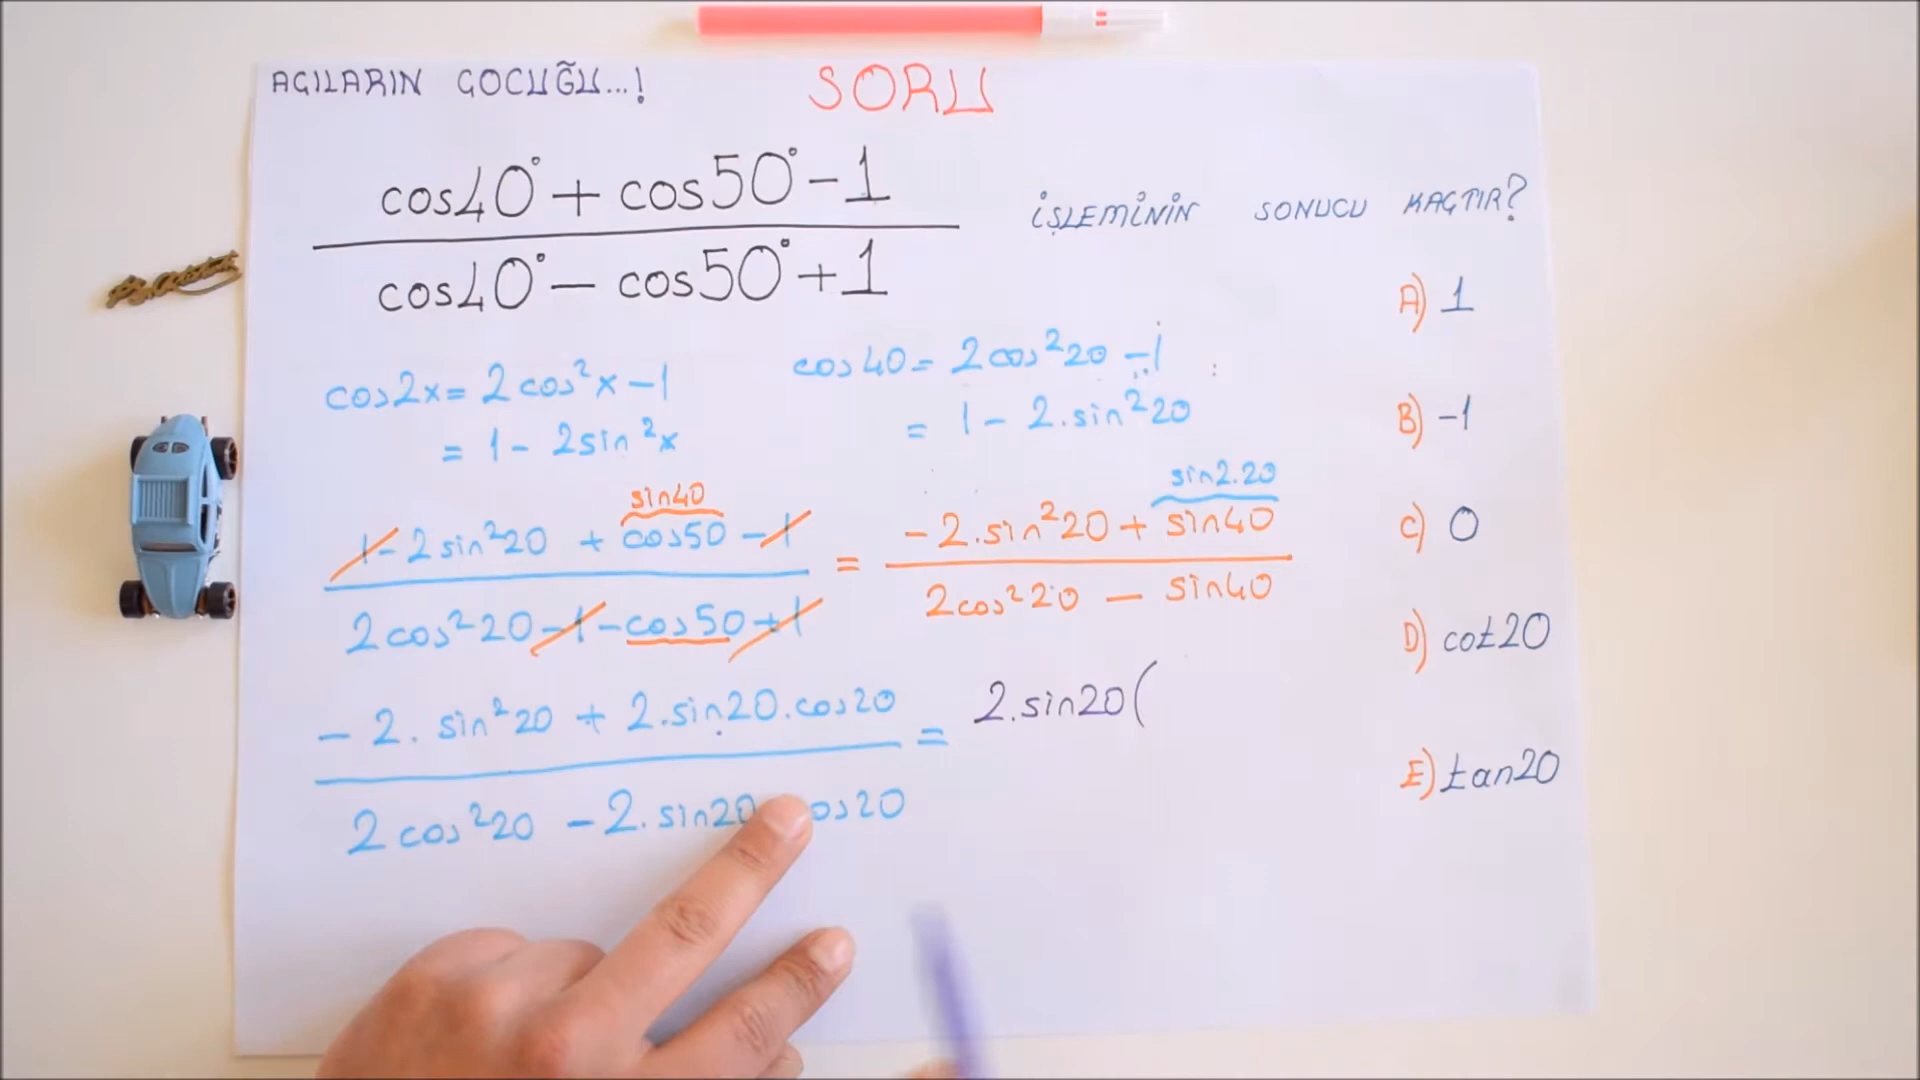 AÇILARIN ÇOCUĞU...!
SORU
cos40° + cos50° - 1
cos40° - cos50° + 1
İŞLEMİNİN SONUCU KAÇTIR?
A) 1
B) -1
C) 0
D) cot20
E) tan20
cos2x = 2cos²x - 1
= 1 - 2sin²x
cos40 = 2cos²20 - 1
= 1 - 2.sin²20
sin40
1 - 2sin²20 + cos50 - 1
2cos²20 - 1 - cos50 + 1
=
sin2.20
-2.sin²20 + sin40
2cos²20 - sin40
-2. sin²20 + 2.sin20.cos20
2cos²20 - 2.sin20 os20
= 2.sin20(